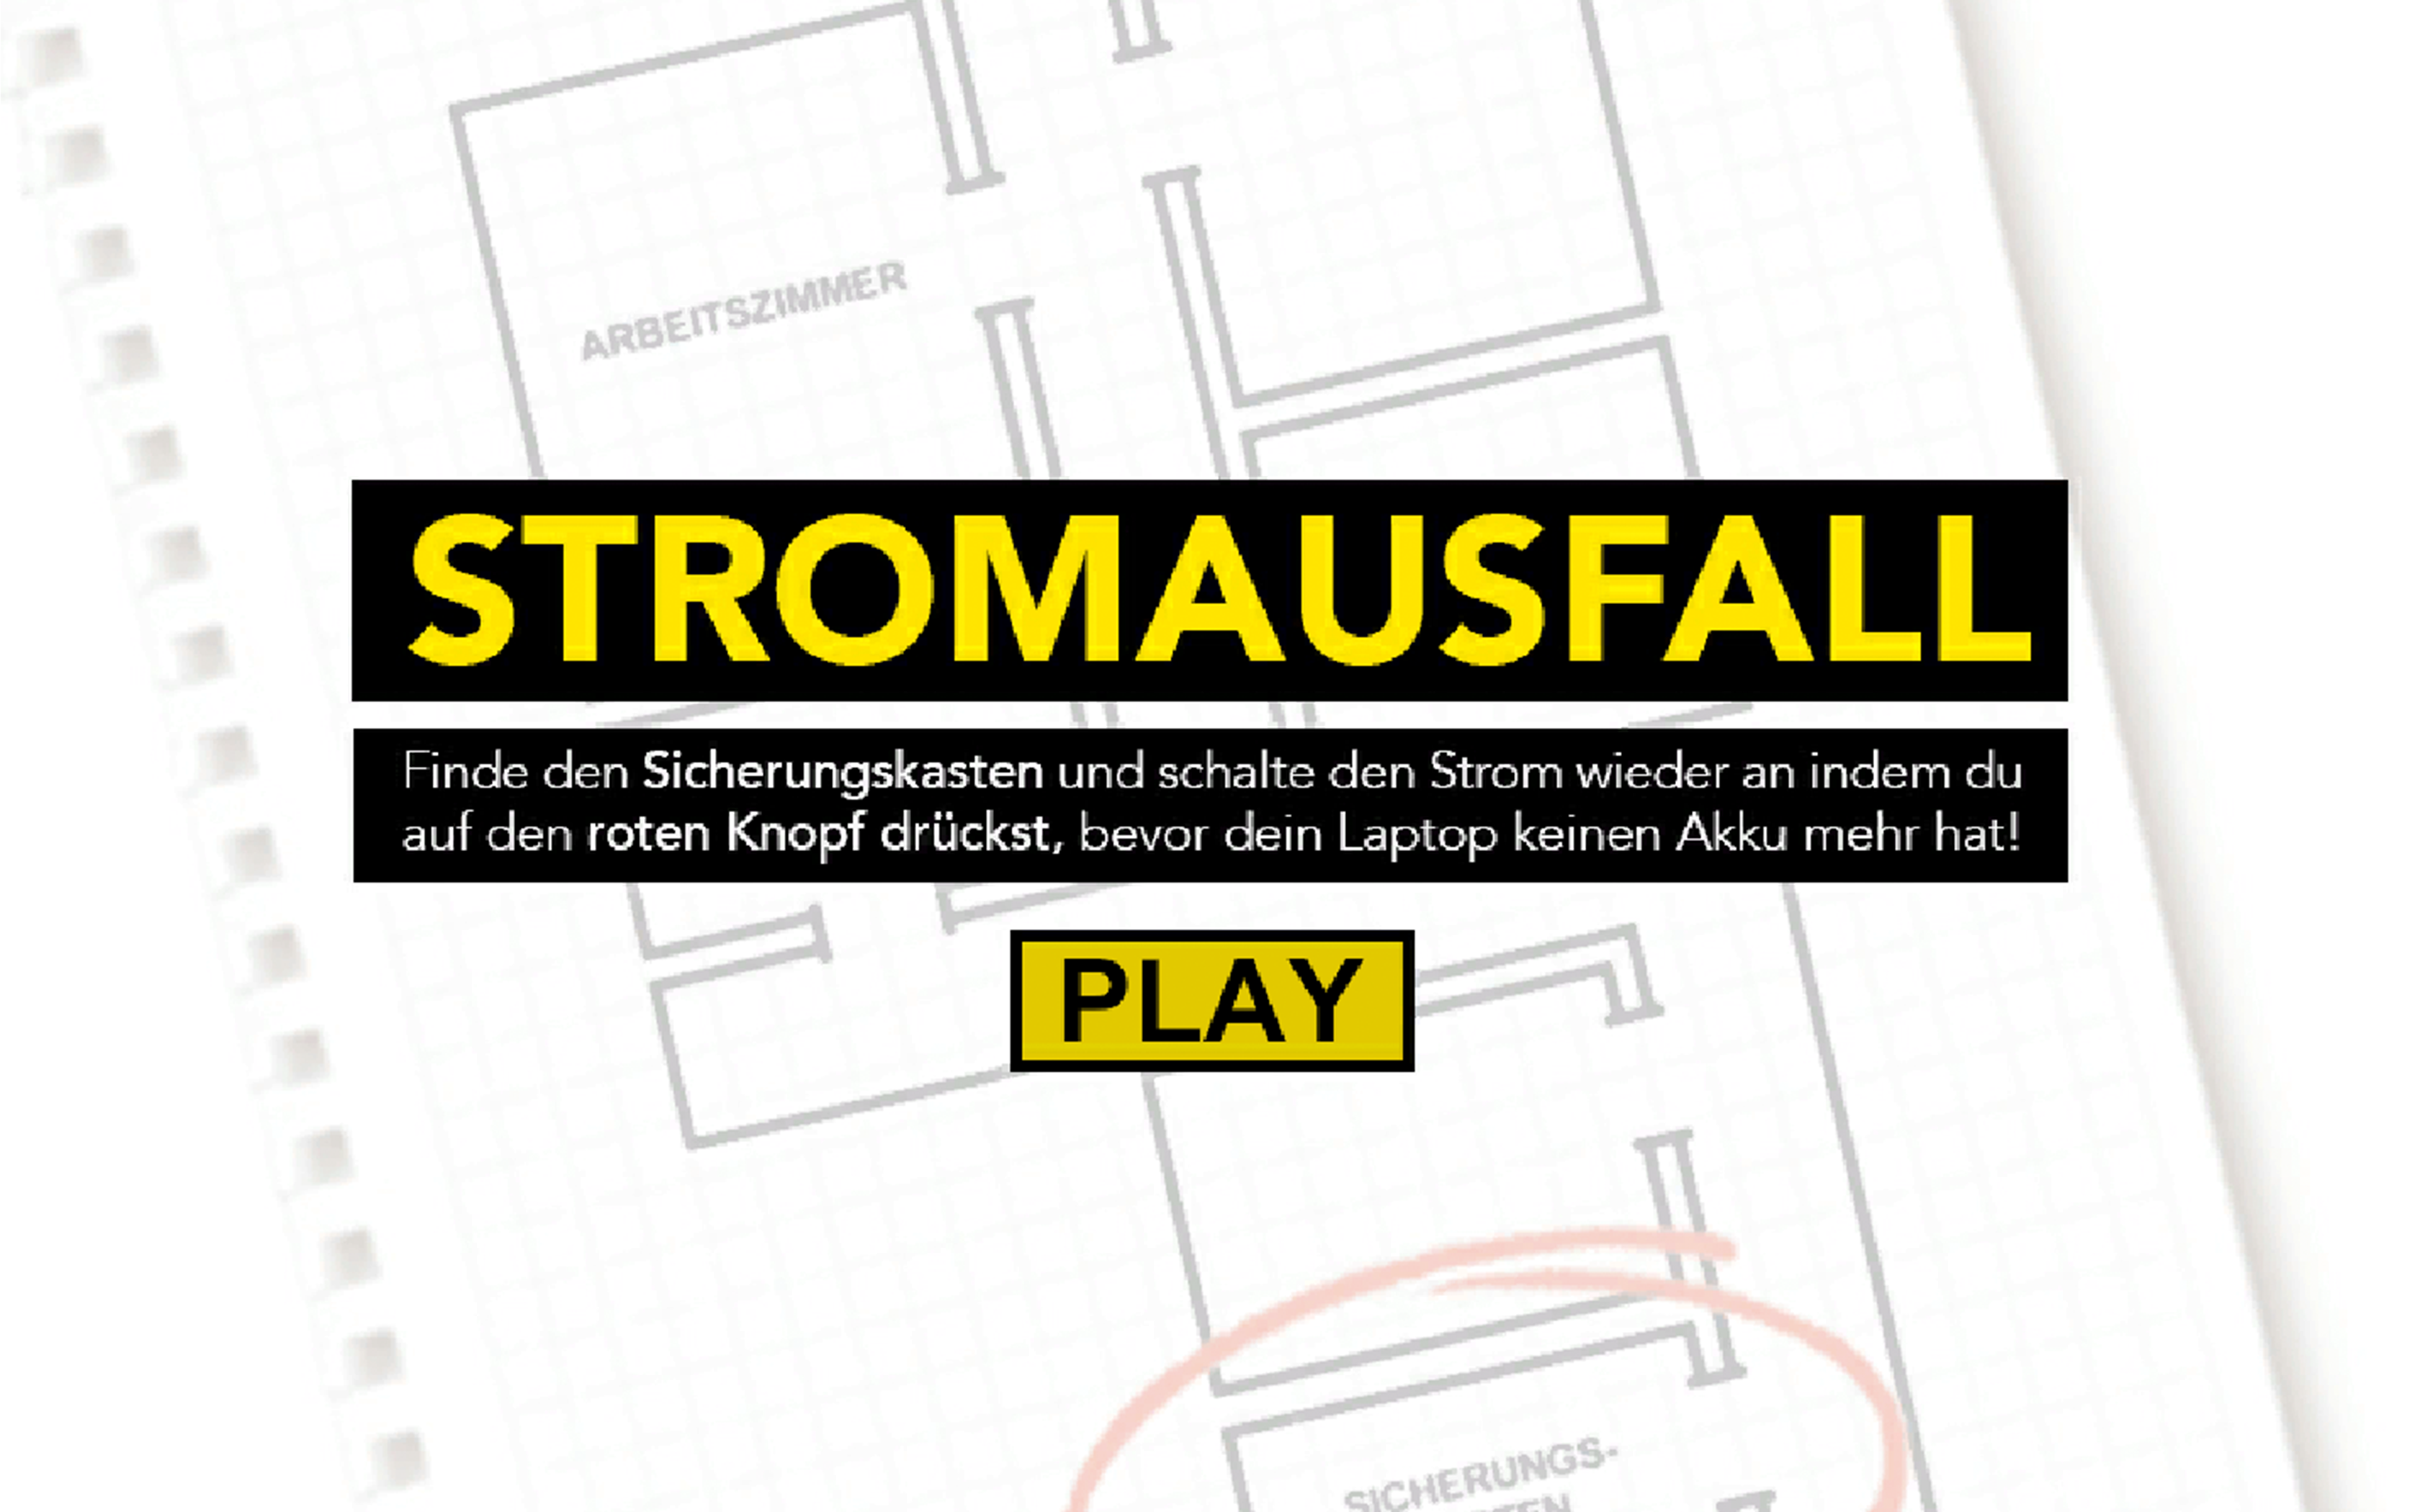 ARBEITSZIMMER
STROMAUSFALL
Finde den Sicherungskasten und schalte den Strom wieder an indem du
auf den roten Knopf drückst, bevor dein Laptop keinen Akku mehr hat!
PLAY
SICHERUNGS-